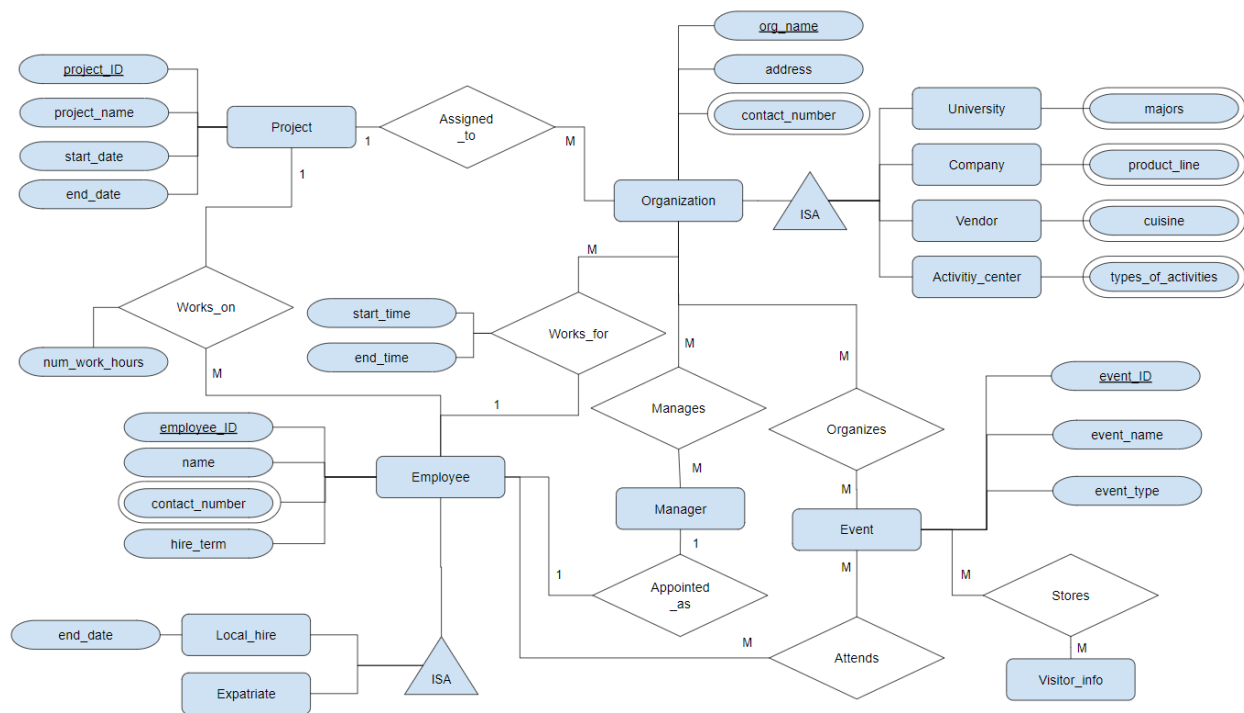 org_name
project_ID
address
project_name
Project
1
Assigned
_to
M
contact_number
University
majors
start_date
end_date
1
Company
product_line
Organization
ISA
Vendor
cuisine
M
Activitiy_center
types_of_activities
Works_on
start_time
Works_for
end_time
num_work_hours
M
M
M
event_ID
1
Manages
employee_ID
Organizes
event_name
name
Employee
M
M
event_type
contact_number
Manager
Event
hire_term
1
M
M
1
Appointed
_as
Stores
end_date
Local_hire
M
Attends
M
ISA
Expatriate
Visitor_info